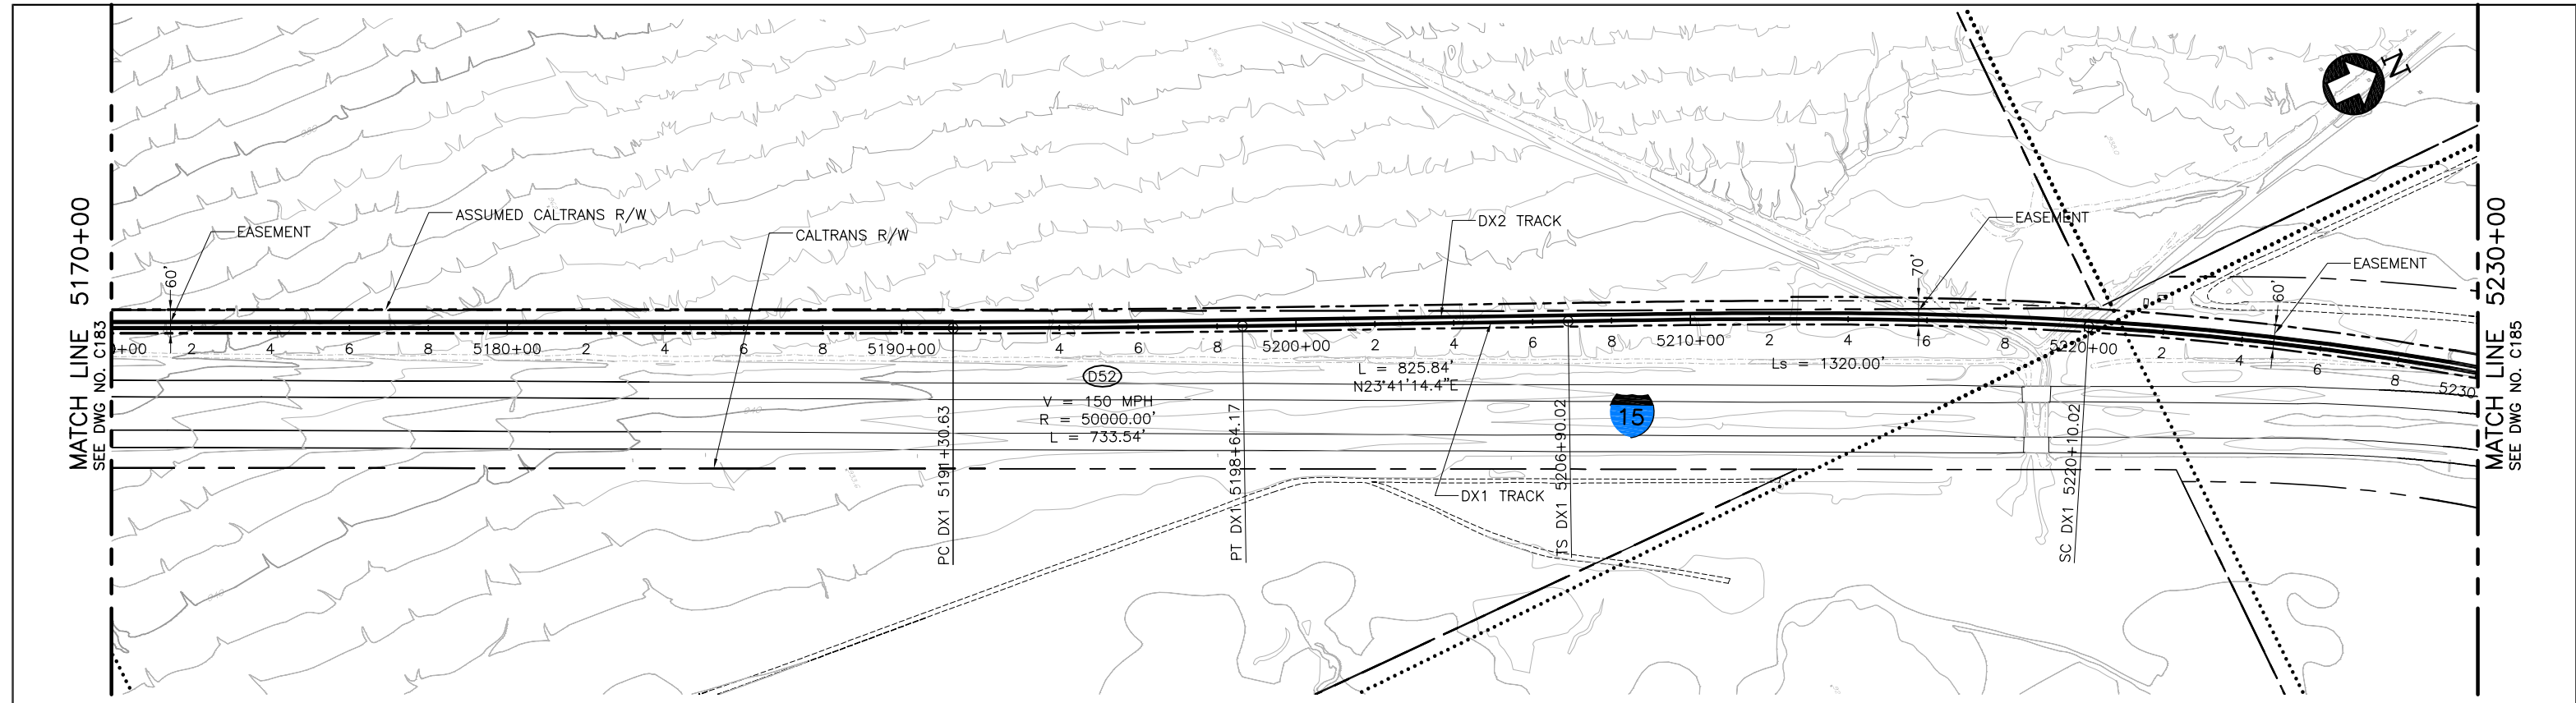 MATCH LINE 5170+00
SEE DWG NO. C183
EASEMENT
ASSUMED CALTRANS R/W
CALTRANS R/W
DX2 TRACK
EASEMENT
EASEMENT
N
60'
70'
60'
0+00 2 4 6 8 5180+00 2 4 6 8 5190+00 4 6 8 5200+00 2 4 6 8 5210+00 2 4 6 8 5220+00 2 4 6 8 5230
D52
V = 150 MPH
R = 50000.00'
L = 733.54'
L = 825.84'
N23°41'14.4"E
Ls = 1320.00'
15
PC DX1 5191+30.63
PT DX1 5198+64.17
DX1 TRACK
TS DX1 5206+90.02
SC DX1 5220+10.02
MATCH LINE 5230+00
SEE DWG NO. C185